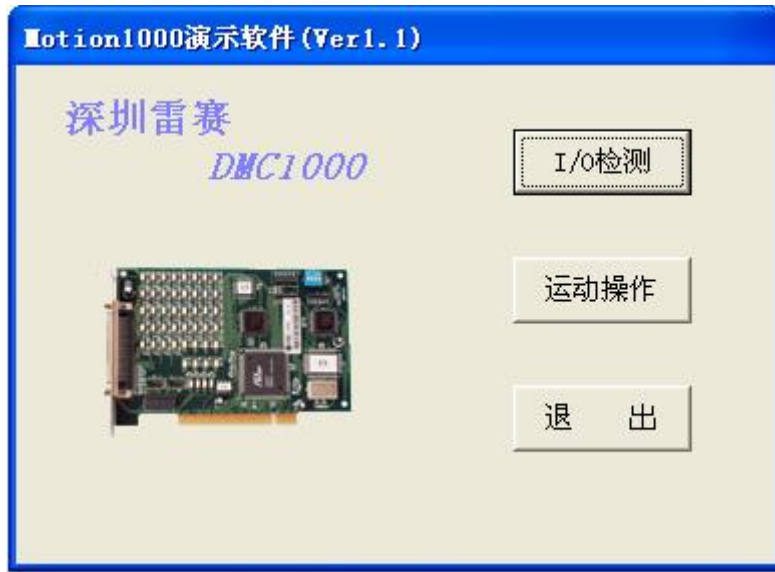 Motion1000演示软件(Ver1.1)
深圳雷赛
DMC1000
I/O检测
运动操作
退 出